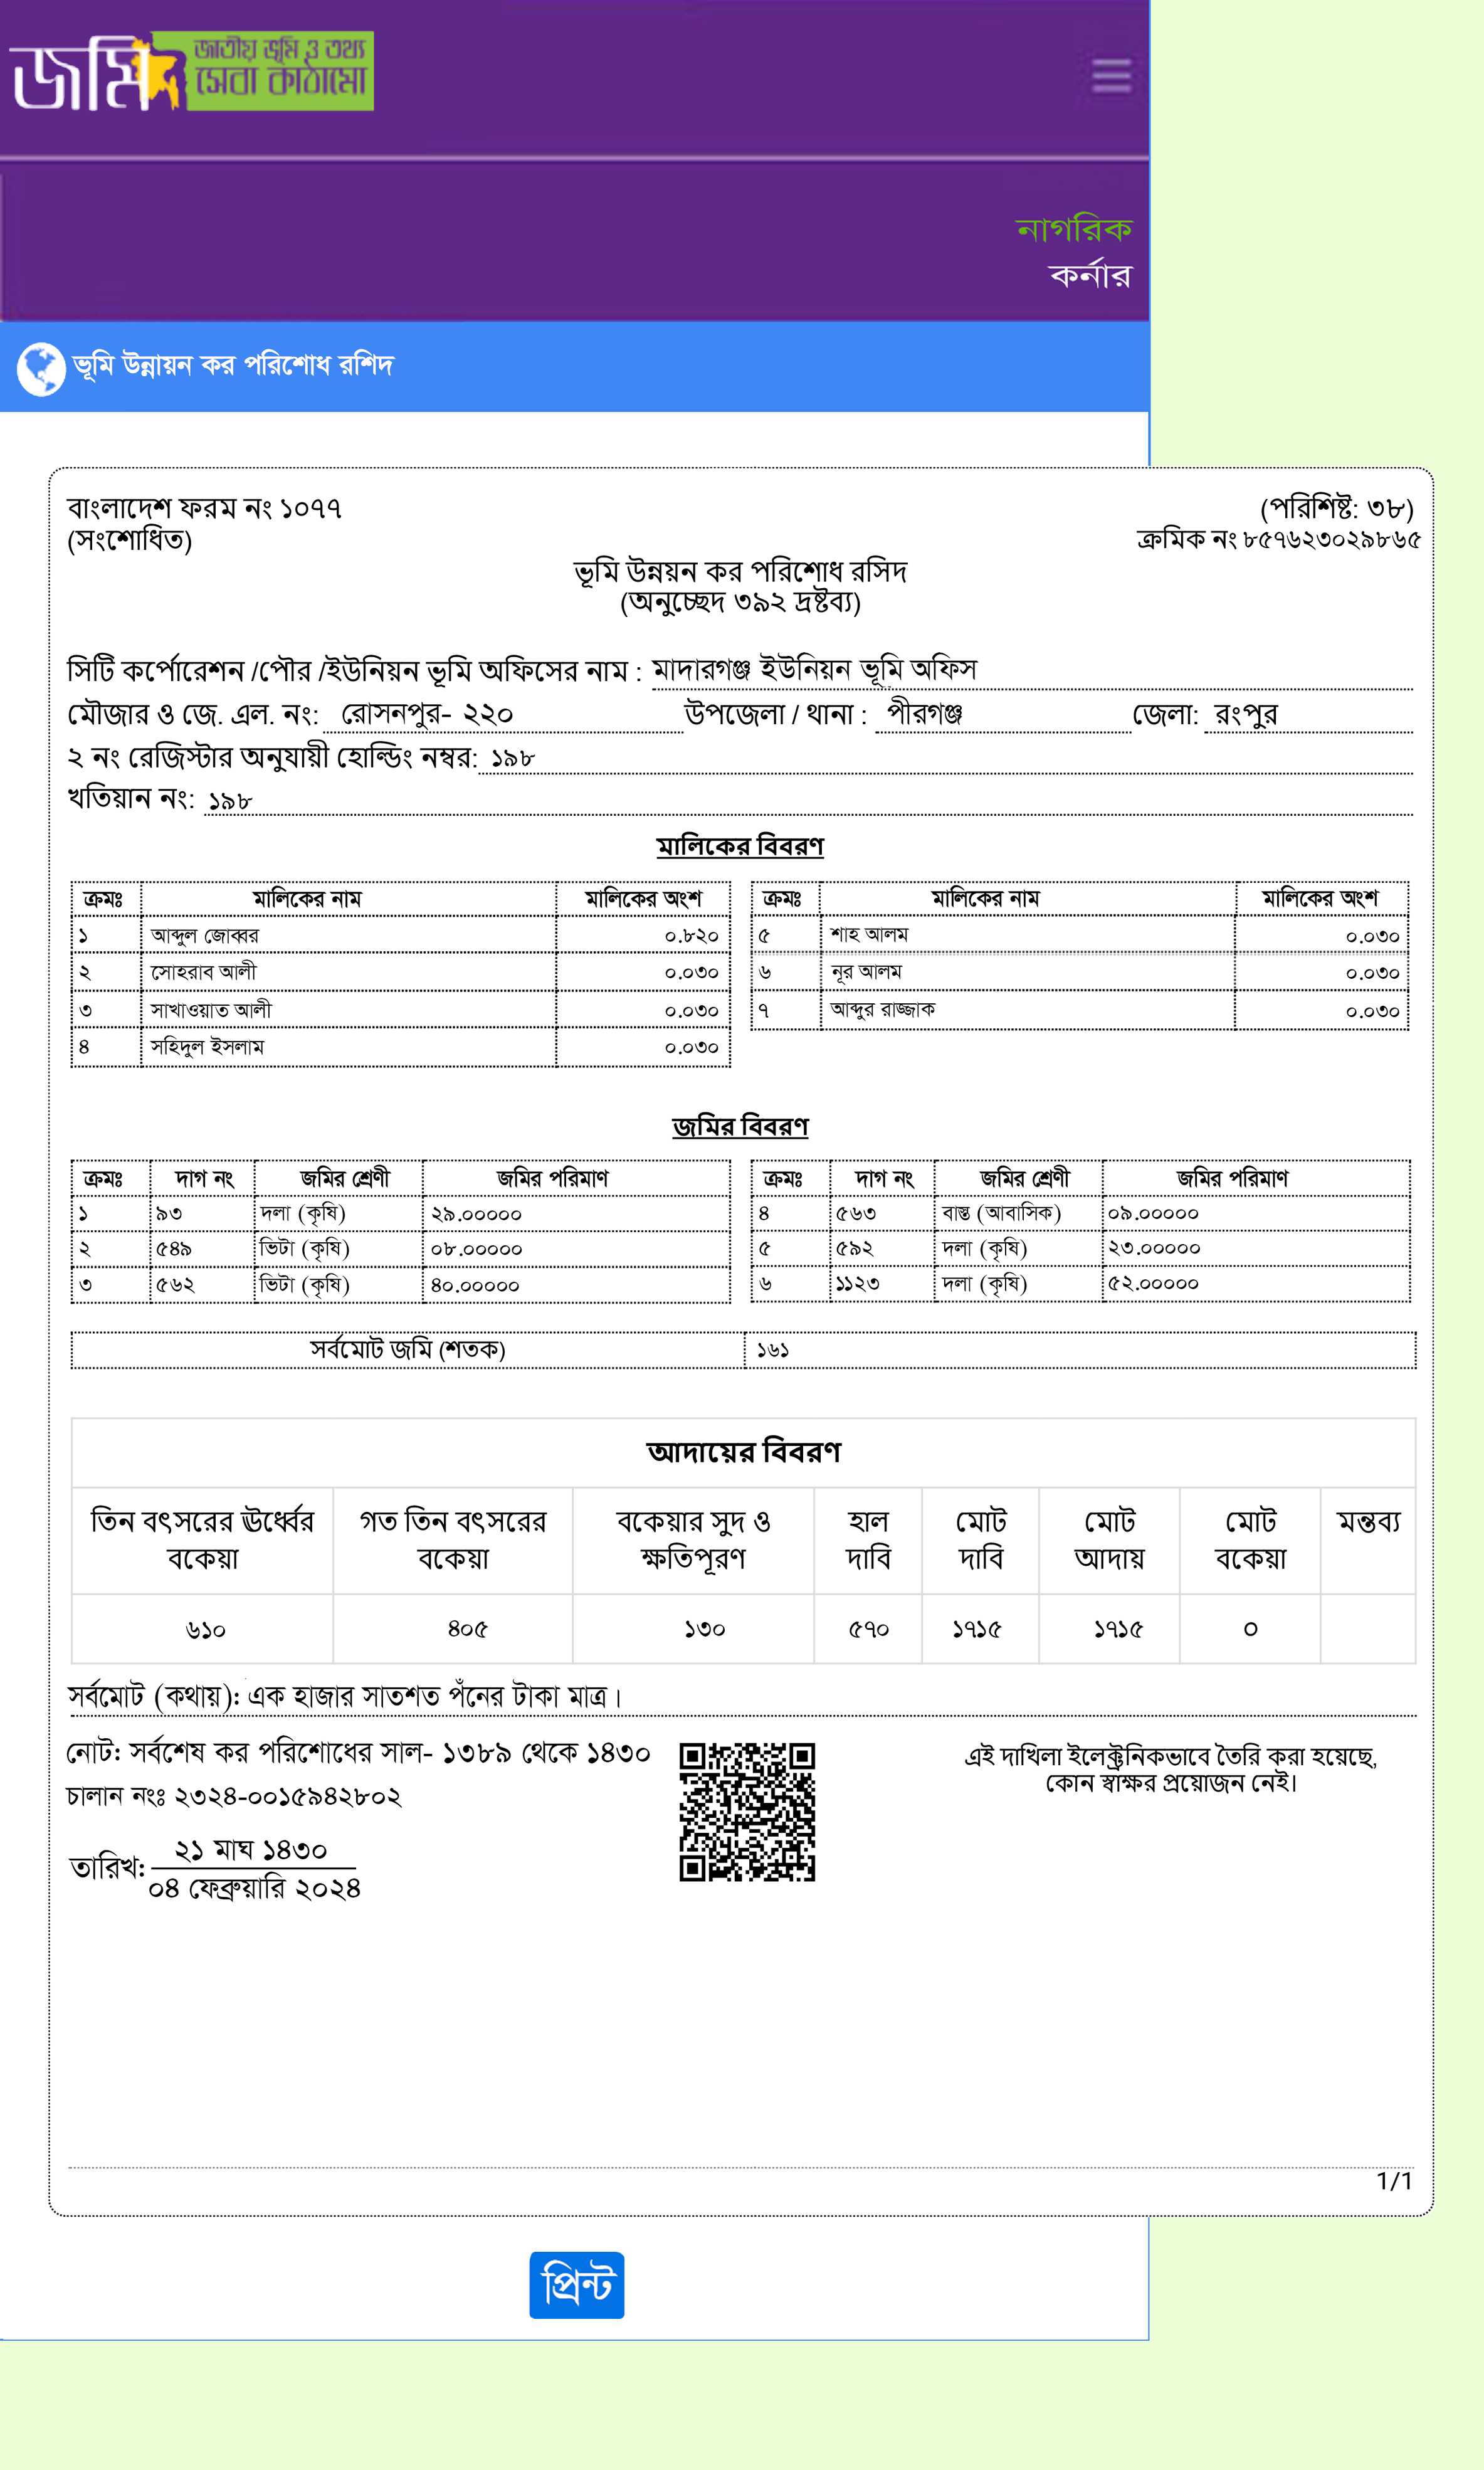 জমি জাতীয় ভূমি ও তথ্য
সেবা কাঠামো
নাগরিক
কর্নার
ভূমি উন্নায়ন কর পরিশোধ রশিদ
বাংলাদেশ ফরম নং ১০৭৭ (পরিশিষ্ট: ৩৮)
(সংশোধিত) ক্রমিক নং ৮৫৭৬২৩০২৯৮৬৫
ভূমি উন্নয়ন কর পরিশোধ রসিদ
(অনুচ্ছেদ ৩৯২ দ্রষ্টব্য)
সিটি কর্পোরেশন /পৌর /ইউনিয়ন ভূমি অফিসের নাম : মাদারগঞ্জ ইউনিয়ন ভূমি অফিস
মৌজার ও জে. এল. নং: রোসনপুর- ২২০ উপজেলা / থানা : পীরগঞ্জ জেলা: রংপুর
২ নং রেজিস্টার অনুযায়ী হোল্ডিং নম্বর: ১৯৮
খতিয়ান নং: ১৯৮
মালিকের বিবরণ
ক্রমঃ মালিকের নাম মালিকের অংশ ক্রমঃ মালিকের নাম মালিকের অংশ
১ আব্দুল জোব্বর ০.৮২০ ৫ শাহ আলম ০.০৩০
২ সোহরাব আলী ০.০৩০ ৬ নূর আলম ০.০৩০
৩ সাখাওয়াত আলী ০.০৩০ ৭ আব্দুর রাজ্জাক ০.০৩০
৪ সহিদুল ইসলাম ০.০৩০
জমির বিবরণ
ক্রমঃ দাগ নং জমির শ্রেণী জমির পরিমাণ ক্রমঃ দাগ নং জমির শ্রেণী জমির পরিমাণ
১ ৯৩ দলা (কৃষি) ২৯.০০০০০ ৪ ৫৬৩ বাস্তু (আবাসিক) ০৯.০০০০০
২ ৫৪৯ ভিটা (কৃষি) ০৮.০০০০০ ৫ ৫৯২ দলা (কৃষি) ২৩.০০০০০
৩ ৫৬২ ভিটা (কৃষি) ৪০.০০০০০ ৬ ১১২৩ দলা (কৃষি) ৫২.০০০০০
সর্বমোট জমি (শতক) ১৬১
আদায়ের বিবরণ
তিন বৎসরের ঊর্ধ্বের গত তিন বৎসরের বকেয়ার সুদ ও হাল মোট মোট মোট মন্তব্য
বকেয়া বকেয়া ক্ষতিপূরণ দাবি দাবি আদায় বকেয়া
৬১০ ৪০৫ ১৩০ ৫৭০ ১৭১৫ ১৭১৫ ০
সর্বমোট (কথায়): এক হাজার সাতশত পঁনের টাকা মাত্র।
নোট: সর্বশেষ কর পরিশোধের সাল- ১৩৮৯ থেকে ১৪৩০
এই দাখিলা ইলেক্ট্রনিকভাবে তৈরি করা হয়েছে,
কোন স্বাক্ষর প্রয়োজন নেই।
চালান নংঃ ২৩২৪-০০১৫৯৪২৮০২
তারিখ: ২১ মাঘ ১৪৩০
০৪ ফেব্রুয়ারি ২০২৪
1/1
প্রিন্ট